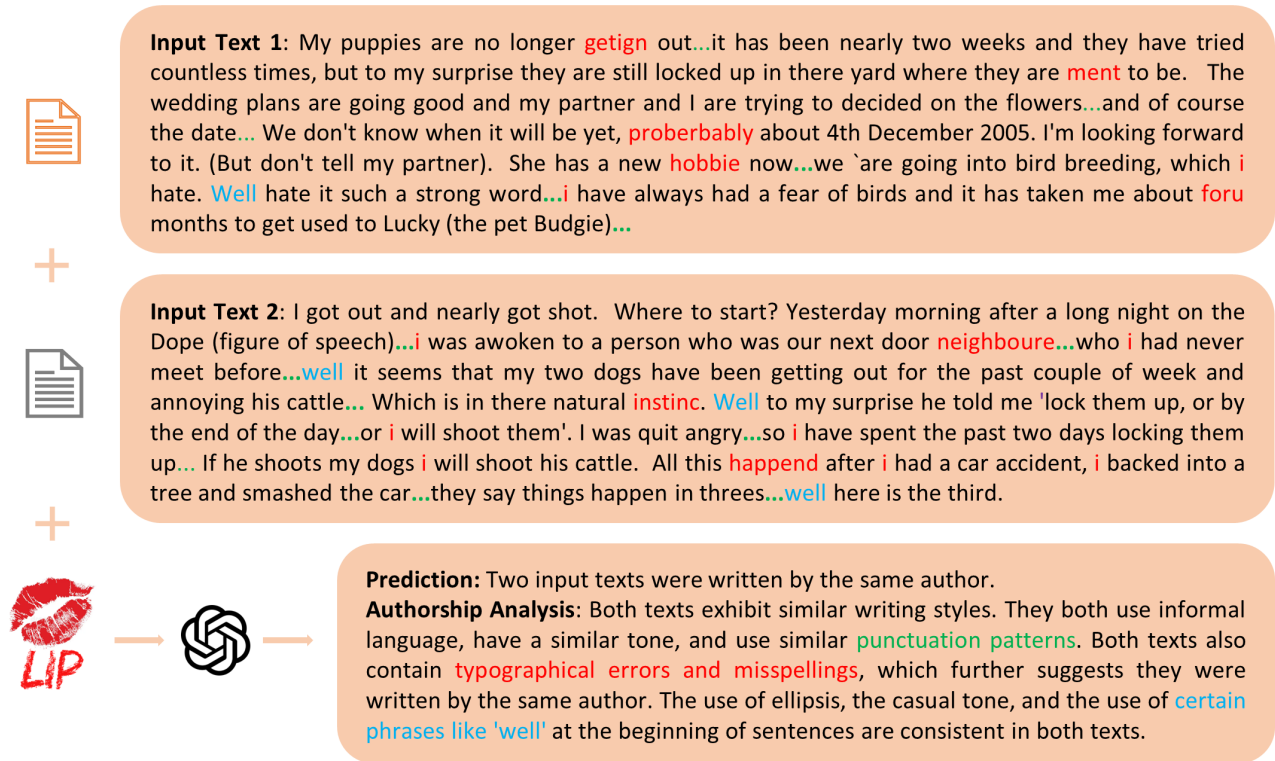 Input Text 1: My puppies are no longer getign out...it has been nearly two weeks and they have tried
countless times, but to my surprise they are still locked up in there yard where they are ment to be.   The
wedding plans are going good and my partner and I are trying to decided on the flowers...and of course
the date... We don't know when it will be yet, proberbably about 4th December 2005. I'm looking forward
to it. (But don't tell my partner).  She has a new hobbie now...we `are going into bird breeding, which i
hate. Well hate it such a strong word...i have always had a fear of birds and it has taken me about foru
months to get used to Lucky (the pet Budgie)...
+
Input Text 2: I got out and nearly got shot.  Where to start? Yesterday morning after a long night on the
Dope (figure of speech)...i was awoken to a person who was our next door neighboure...who i had never
meet before...well it seems that my two dogs have been getting out for the past couple of week and
annoying his cattle... Which is in there natural instinc. Well to my surprise he told me 'lock them up, or by
the end of the day...or i will shoot them'. I was quit angry...so i have spent the past two days locking them
up... If he shoots my dogs i will shoot his cattle.  All this happend after i had a car accident, i backed into a
tree and smashed the car...they say things happen in threes...well here is the third.
+
LIP
Prediction: Two input texts were written by the same author.
Authorship Analysis: Both texts exhibit similar writing styles. They both use informal
language, have a similar tone, and use similar punctuation patterns. Both texts also
contain typographical errors and misspellings, which further suggests they were
written by the same author. The use of ellipsis, the casual tone, and the use of certain
phrases like 'well' at the beginning of sentences are consistent in both texts.